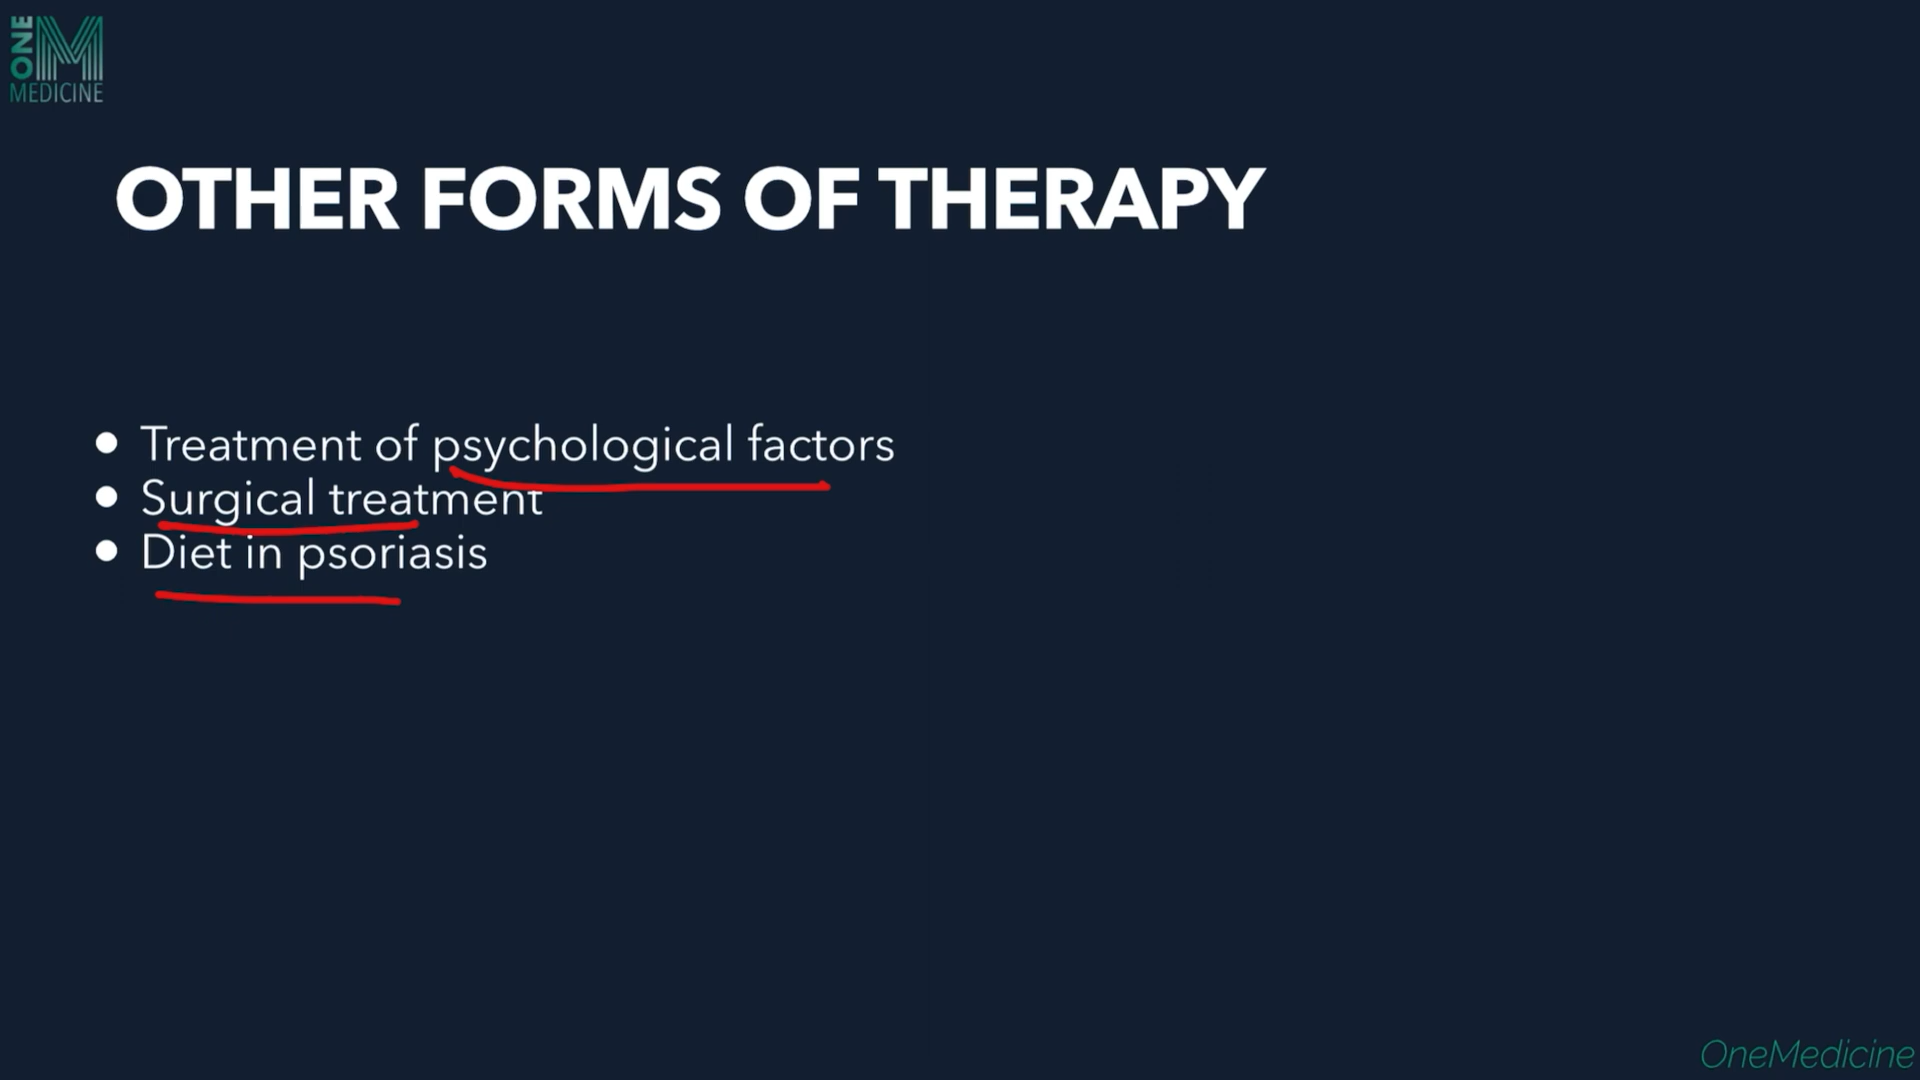 ONE
MEDICINE
OTHER FORMS OF THERAPY
• Treatment of psychological factors
• Surgical treatment
• Diet in psoriasis
OneMedicine